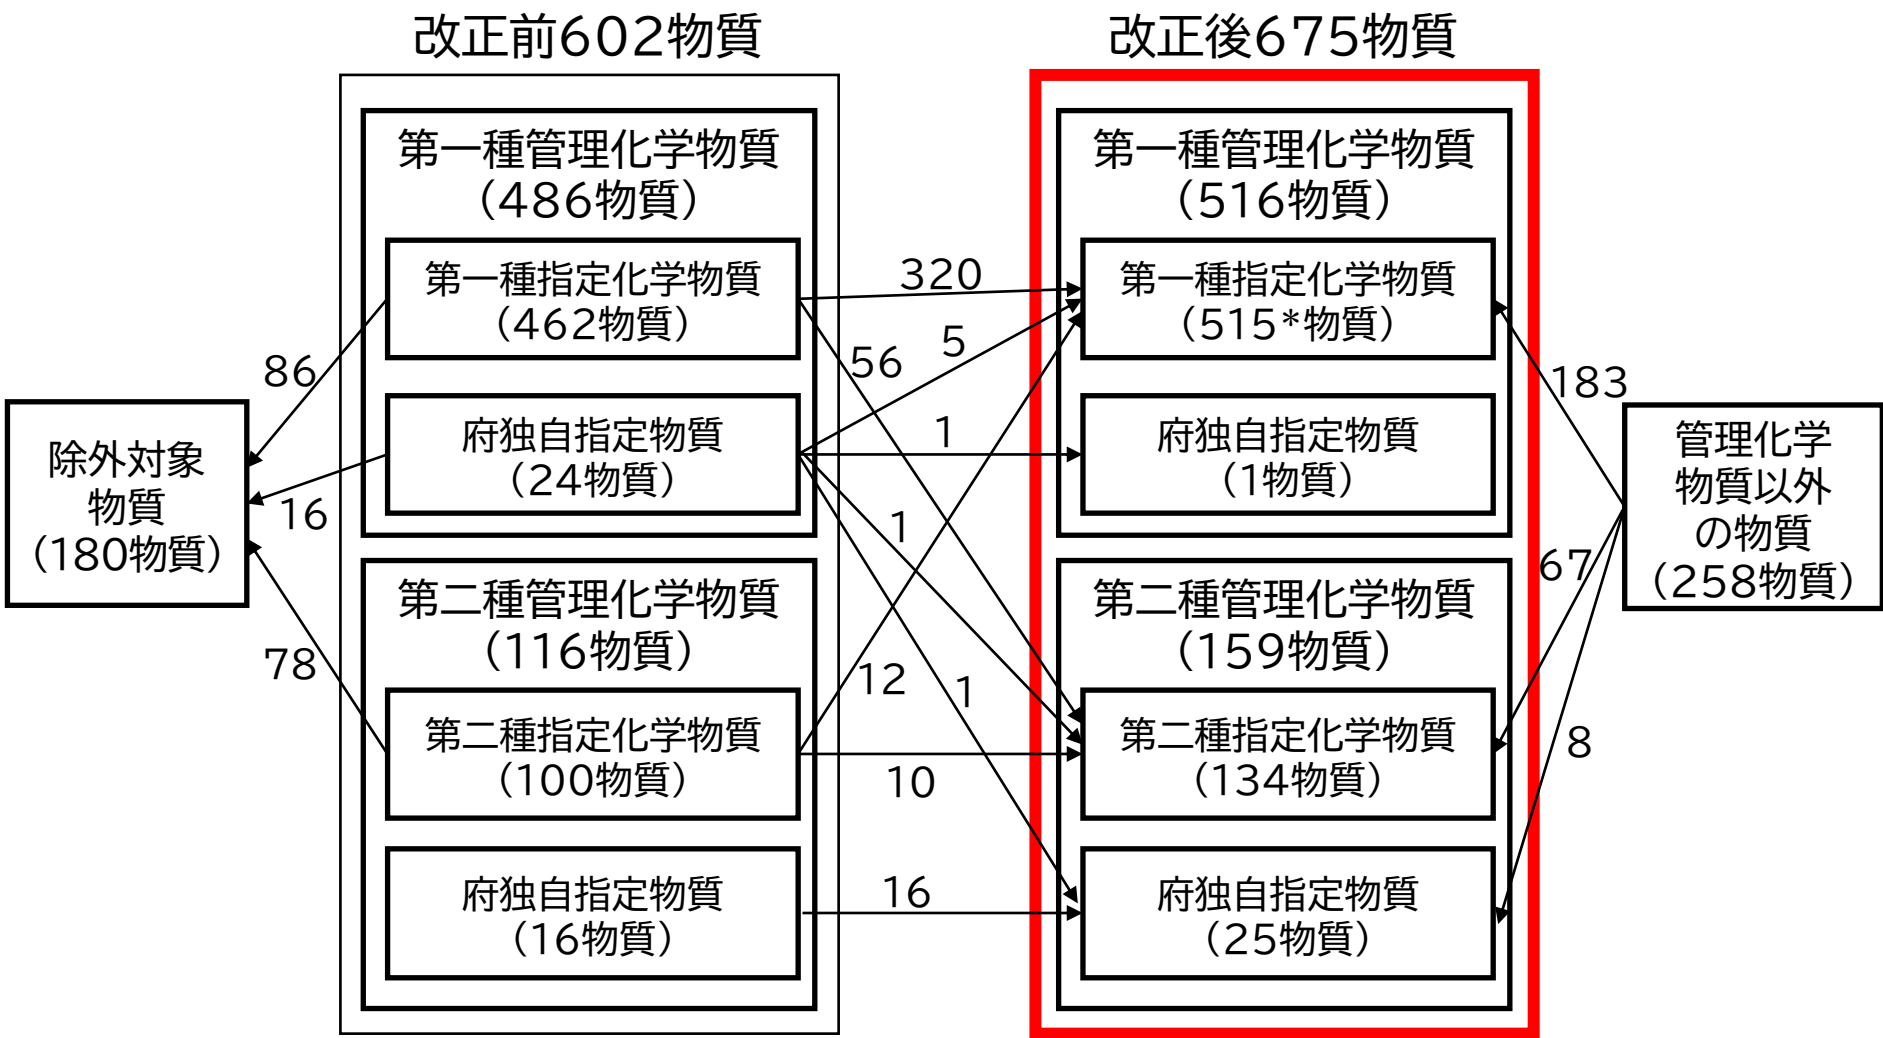 改正前602物質
改正後675物質
第一種管理化学物質
（486物質）
第一種指定化学物質
（462物質）
府独自指定物質
（24物質）
第二種管理化学物質
（116物質）
第二種指定化学物質
（100物質）
府独自指定物質
（16物質）
除外対象
物質
（180物質）
86
16
78
320
5
56
1
1
12
1
10
16
第一種管理化学物質
（516物質）
第一種指定化学物質
（515*物質）
府独自指定物質
（1物質）
第二種管理化学物質
（159物質）
第二種指定化学物質
（134物質）
府独自指定物質
（25物質）
183
67
8
管理化学
物質以外
の物質
（258物質）